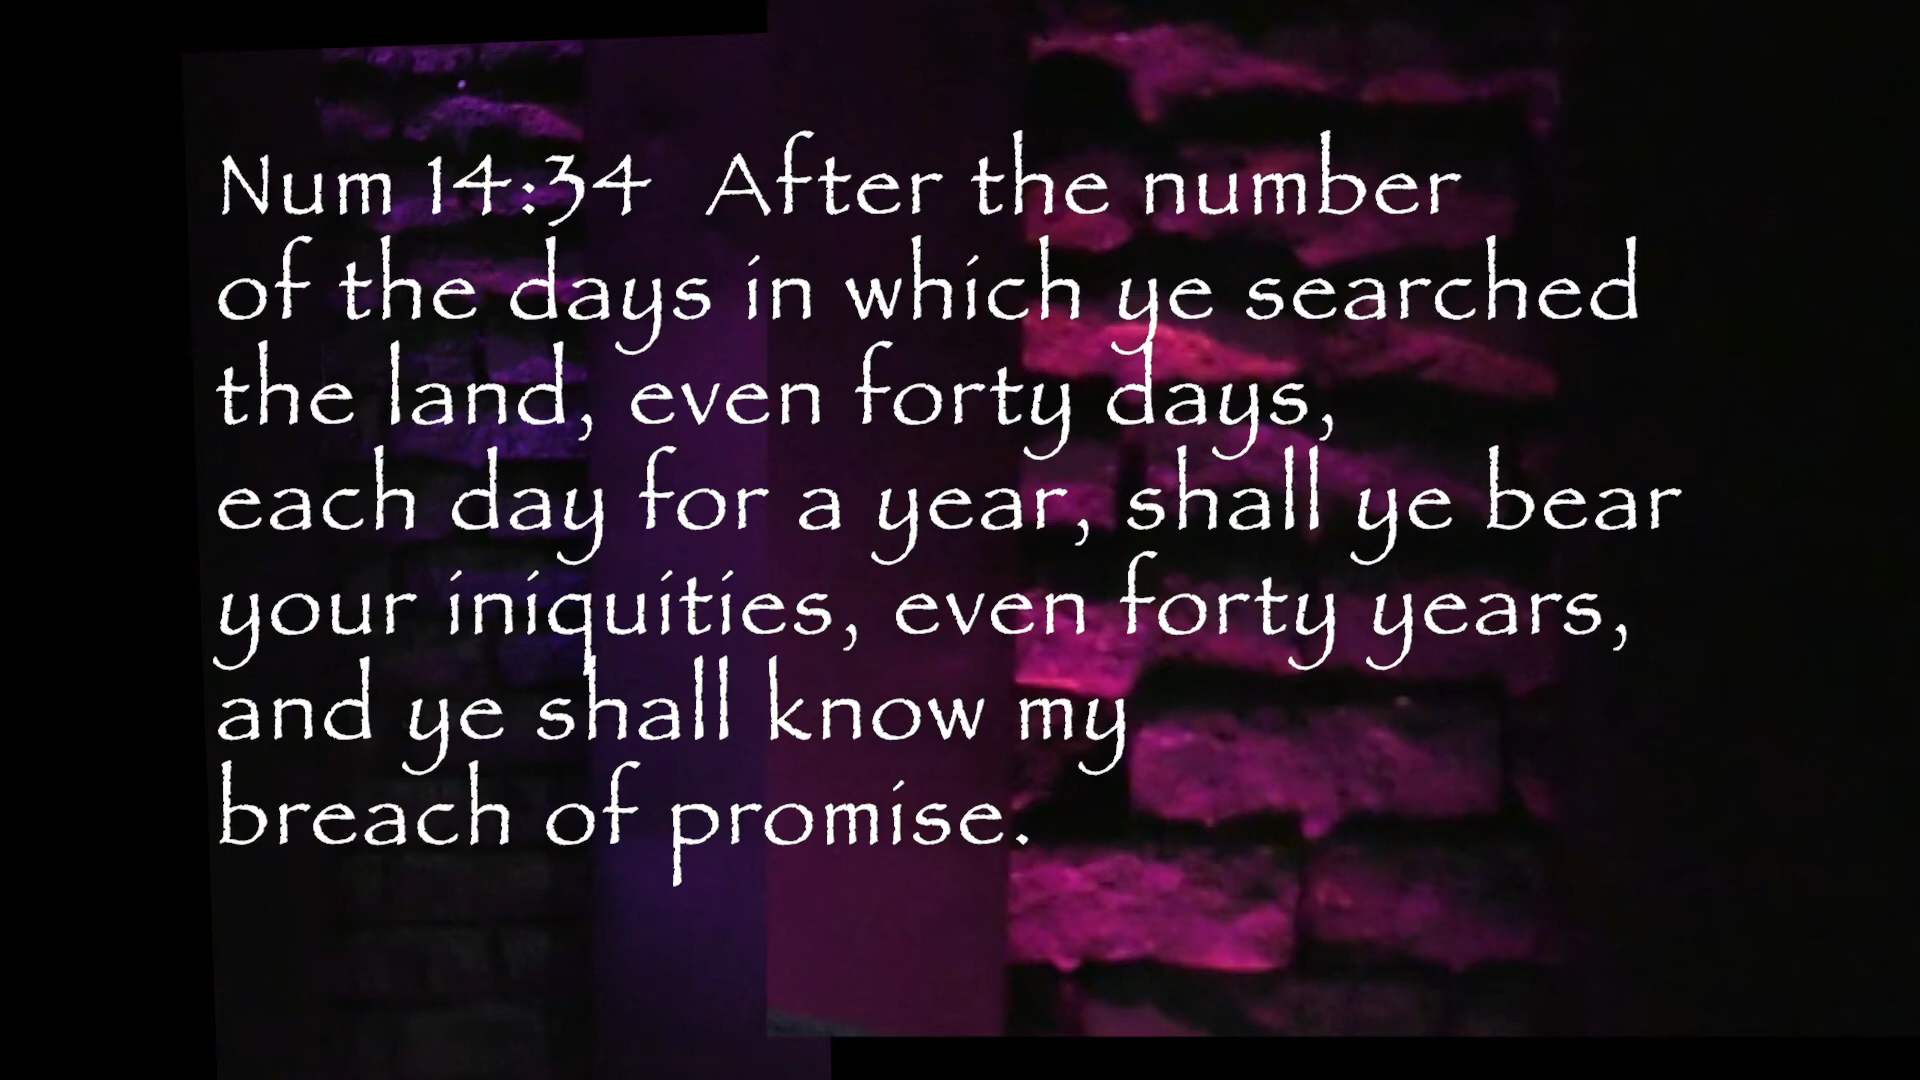 Num 14:34  After the number
of the days in which ye searched
the land, even forty days,
each day for a year, shall ye bear
your iniquities, even forty years,
and ye shall know my
breach of promise.